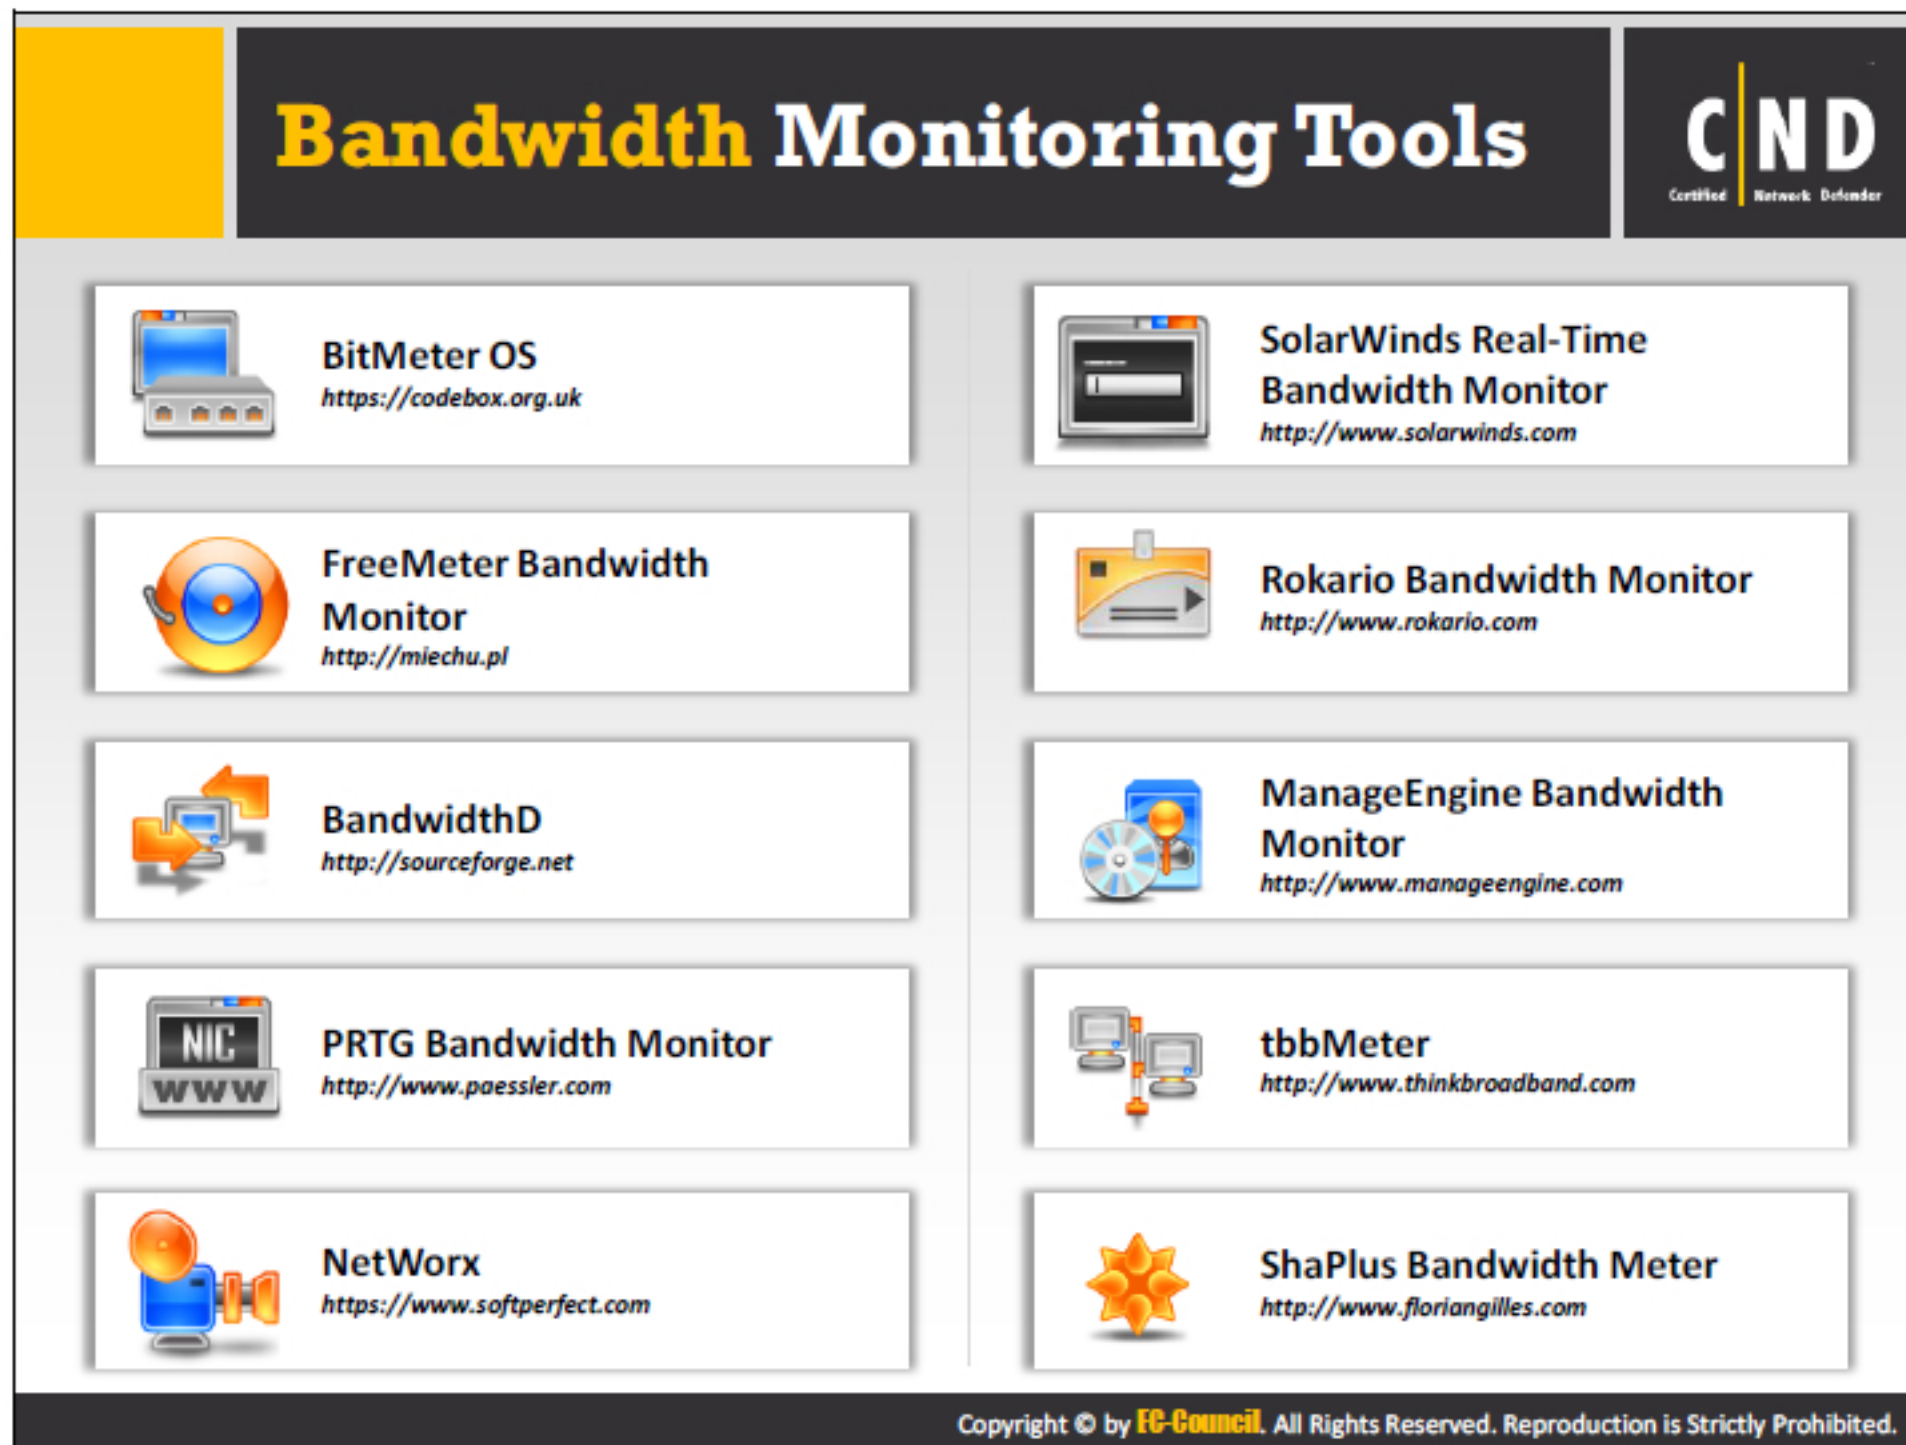 Bandwidth Monitoring Tools
C N D
Certified Network Defender
BitMeter OS
https://codebox.org.uk
FreeMeter Bandwidth
Monitor
http://miechu.pl
BandwidthD
http://sourceforge.net
NIC
WWW
PRTG Bandwidth Monitor
http://www.paessler.com
NetWorx
https://www.softperfect.com
SolarWinds Real-Time
Bandwidth Monitor
http://www.solarwinds.com
Rokario Bandwidth Monitor
http://www.rokario.com
ManageEngine Bandwidth
Monitor
http://www.manageengine.com
tbbMeter
http://www.thinkbroadband.com
ShaPlus Bandwidth Meter
http://www.floriangilles.com
Copyright © by EC-Council. All Rights Reserved. Reproduction is Strictly Prohibited.